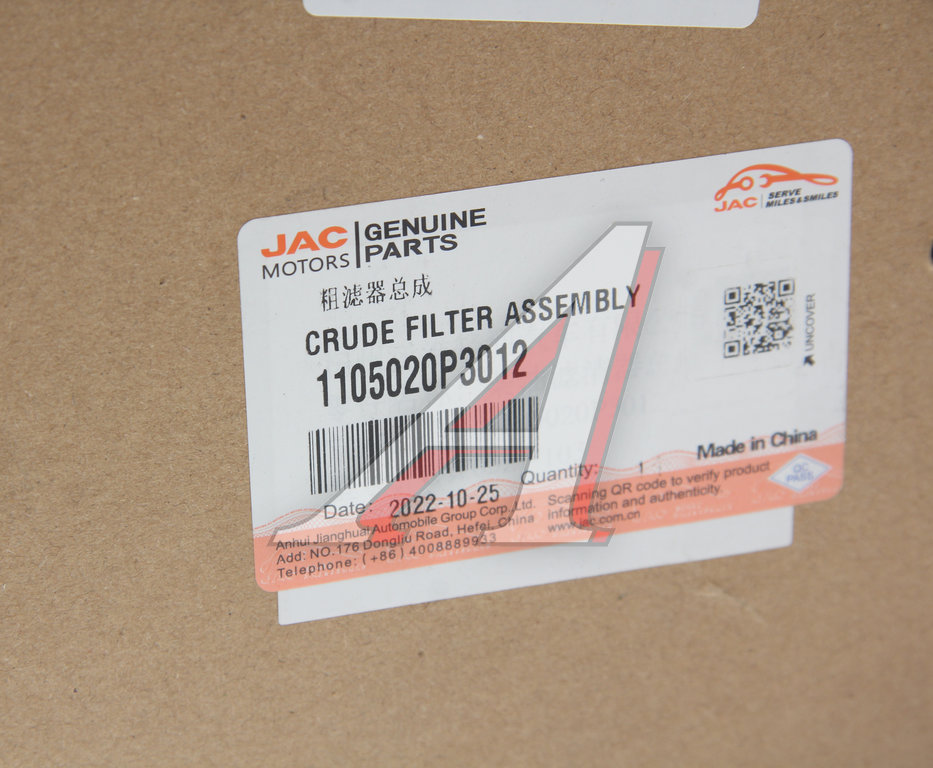 JAC
MOTORS
GENUINE
PARTS
JAC
SERVE
MILES & SMILES
粗滤器总成
CRUDE FILTER ASSEMBLY
1105020P3012
UNCOVER
Made in China
Quantity: 1
Date: 2022-10-25
QC
PASS
Scanning QR code to verify product
information and authenticity.
www.jac.com.cn
Anhui Jianghuai Automobile Group Corp. Ltd.
Add: NO.176 Dongliu Road, Hefei, China
Telephone: (+86) 4008889933